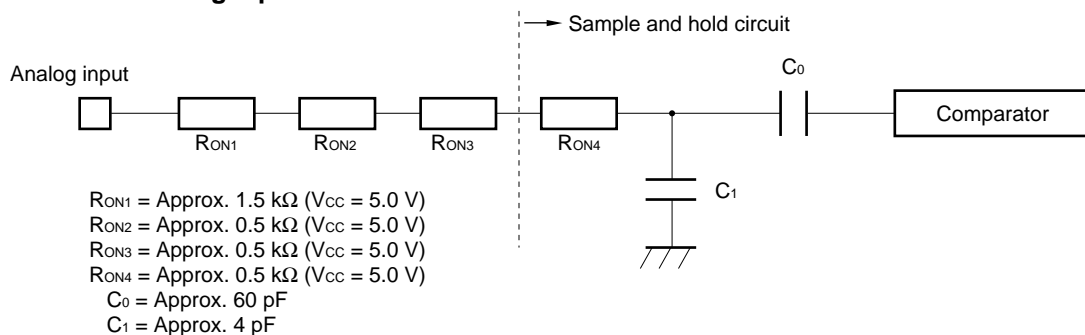 Sample and hold circuit
Analog input
C0
Comparator
RON1
RON2
RON3
RON4
C1
RON1 = Approx. 1.5 kΩ (VCC = 5.0 V)
RON2 = Approx. 0.5 kΩ (VCC = 5.0 V)
RON3 = Approx. 0.5 kΩ (VCC = 5.0 V)
RON4 = Approx. 0.5 kΩ (VCC = 5.0 V)
C0 = Approx. 60 pF
C1 = Approx. 4 pF